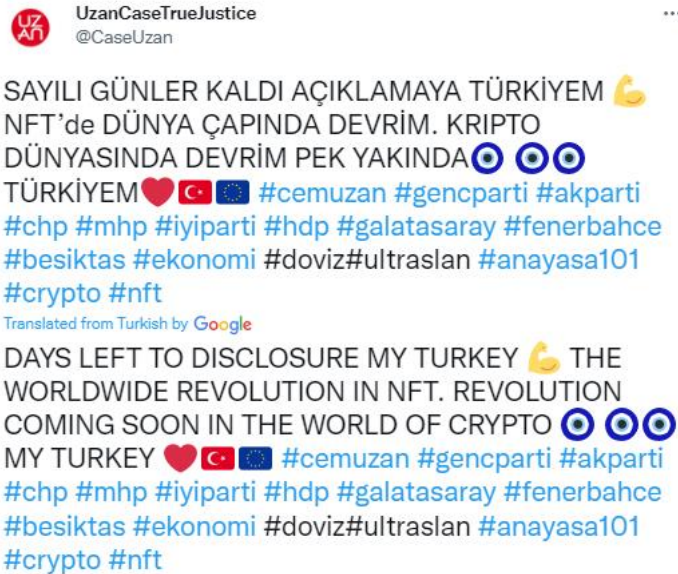 UZAN
UzanCaseTrueJustice
@CaseUzan
SAYILI GÜNLER KALDI AÇIKLAMAYA TÜRKİYEM 💪
NFT’de DÜNYA ÇAPINDA DEVRİM. KRIPTO
DÜNYASINDA DEVRİM PEK YAKINDA🧿 🧿🧿
TÜRKİYEM❤️🇹🇷🇪🇺 #cemuzan #gencparti #akparti
#chp #mhp #iyiparti #hdp #galatasaray #fenerbahce
#besiktas #ekonomi #doviz#ultraslan #anayasa101
#crypto #nft
Translated from Turkish by Google
DAYS LEFT TO DISCLOSURE MY TURKEY 💪 THE
WORLDWIDE REVOLUTION IN NFT. REVOLUTION
COMING SOON IN THE WORLD OF CRYPTO 🧿 🧿🧿
MY TURKEY ❤️🇹🇷🇪🇺 #cemuzan #gencparti #akparti
#chp #mhp #iyiparti #hdp #galatasaray #fenerbahce
#besiktas #ekonomi #doviz#ultraslan #anayasa101
#crypto #nft